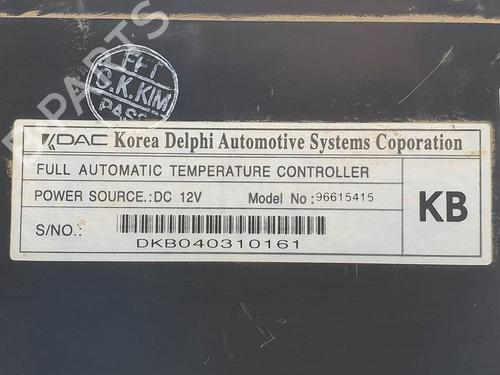 FFT
S.K.KIM
PASS
KDAC Korea Delphi Automotive Systems Coporation
FULL AUTOMATIC TEMPERATURE CONTROLLER
POWER SOURCE.:DC 12V Model No:96615415
KB
S/NO.:
DKB040310161